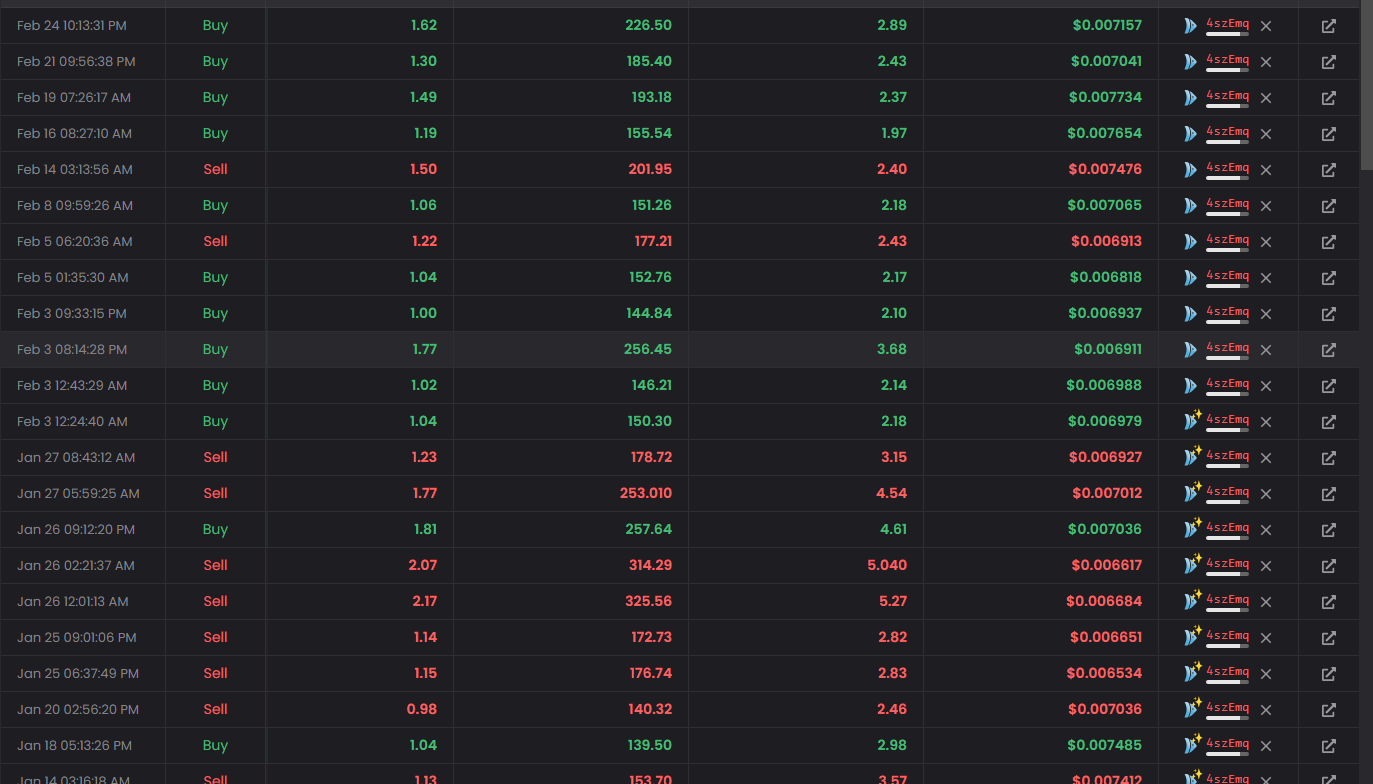 Feb 24 10:13:31 PM Buy 1.62 226.50 2.89 $0.007157 4szEmq
Feb 21 09:56:38 PM Buy 1.30 185.40 2.43 $0.007041 4szEmq
Feb 19 07:26:17 AM Buy 1.49 193.18 2.37 $0.007734 4szEmq
Feb 16 08:27:10 AM Buy 1.19 155.54 1.97 $0.007654 4szEmq
Feb 14 03:13:56 AM Sell 1.50 201.95 2.40 $0.007476 4szEmq
Feb 8 09:59:26 AM Buy 1.06 151.26 2.18 $0.007065 4szEmq
Feb 5 06:20:36 AM Sell 1.22 177.21 2.43 $0.006913 4szEmq
Feb 5 01:35:30 AM Buy 1.04 152.76 2.17 $0.006818 4szEmq
Feb 3 09:33:15 PM Buy 1.00 144.84 2.10 $0.006937 4szEmq
Feb 3 08:14:28 PM Buy 1.77 256.45 3.68 $0.006911 4szEmq
Feb 3 12:43:29 AM Buy 1.02 146.21 2.14 $0.006988 4szEmq
Feb 3 12:24:40 AM Buy 1.04 150.30 2.18 $0.006979 4szEmq
Jan 27 08:43:12 AM Sell 1.23 178.72 3.15 $0.006927 4szEmq
Jan 27 05:59:25 AM Sell 1.77 253.010 4.54 $0.007012 4szEmq
Jan 26 09:12:20 PM Buy 1.81 257.64 4.61 $0.007036 4szEmq
Jan 26 02:21:37 AM Sell 2.07 314.29 5.040 $0.006617 4szEmq
Jan 26 12:01:13 AM Sell 2.17 325.56 5.27 $0.006684 4szEmq
Jan 25 09:01:06 PM Sell 1.14 172.73 2.82 $0.006651 4szEmq
Jan 25 06:37:49 PM Sell 1.15 176.74 2.83 $0.006534 4szEmq
Jan 20 02:56:20 PM Sell 0.98 140.32 2.46 $0.007036 4szEmq
Jan 18 05:13:26 PM Buy 1.04 139.50 2.98 $0.007485 4szEmq
Jan 14 03:16:18 AM Sell 1.13 153.70 3.57 $0.007412 4szEmq